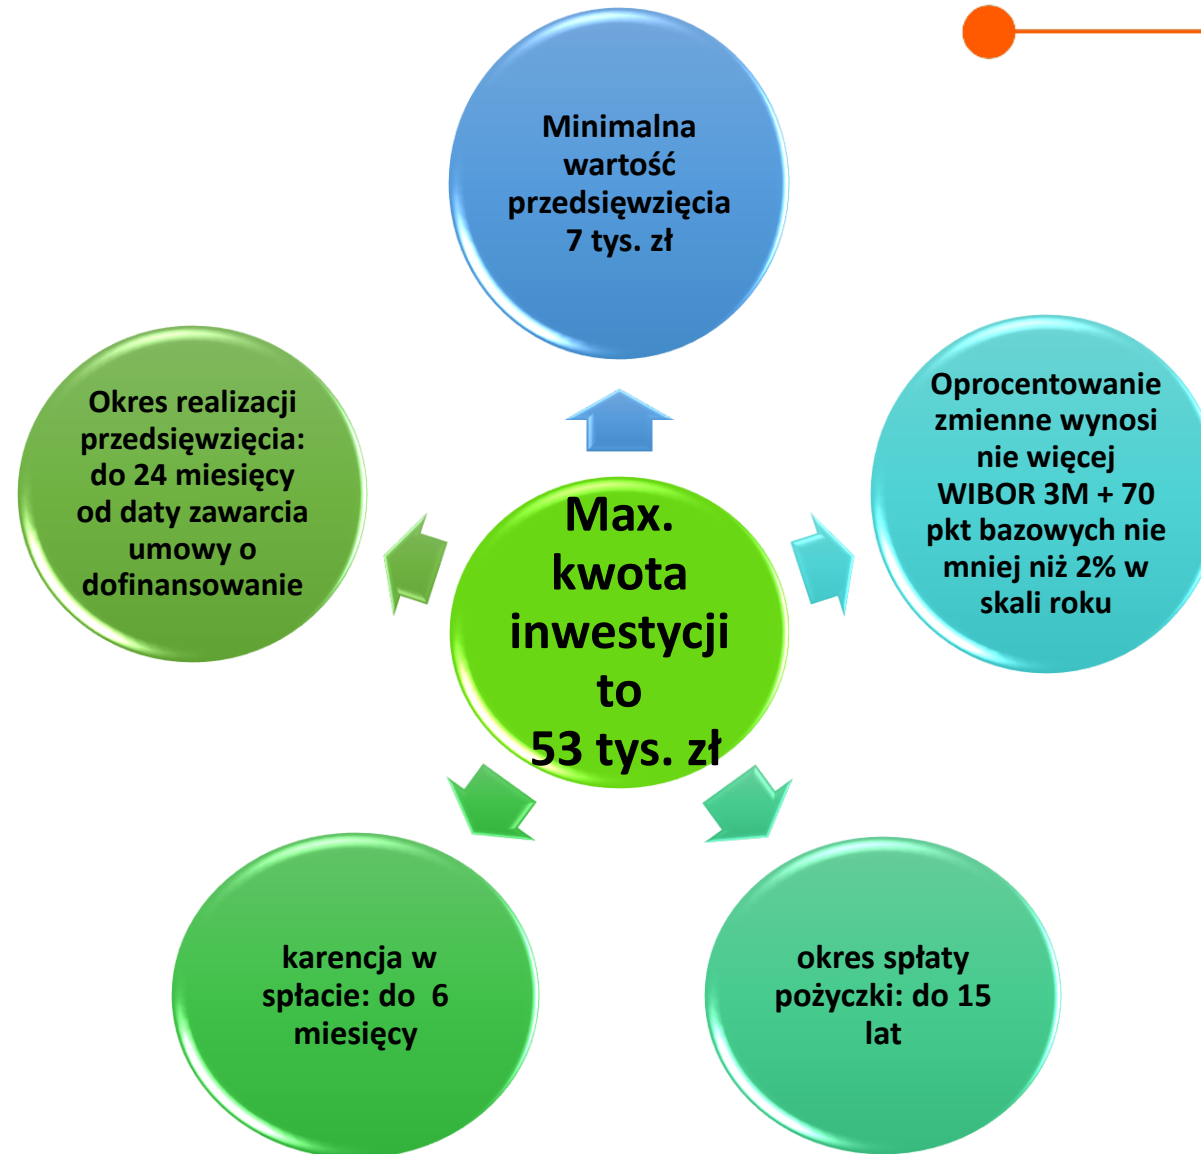 Minimalna
wartość
przedsięwzięcia
7 tys. zł
Okres realizacji
przedsięwzięcia:
do 24 miesięcy
od daty zawarcia
umowy o
dofinansowanie
Oprocentowanie
zmienne wynosi
nie więcej
WIBOR 3M + 70
pkt bazowych nie
mniej niż 2% w
skali roku
Max.
kwota
inwestycji
to
53 tys. zł
karencja w
spłacie: do  6
miesięcy
okres spłaty
pożyczki: do 15
lat